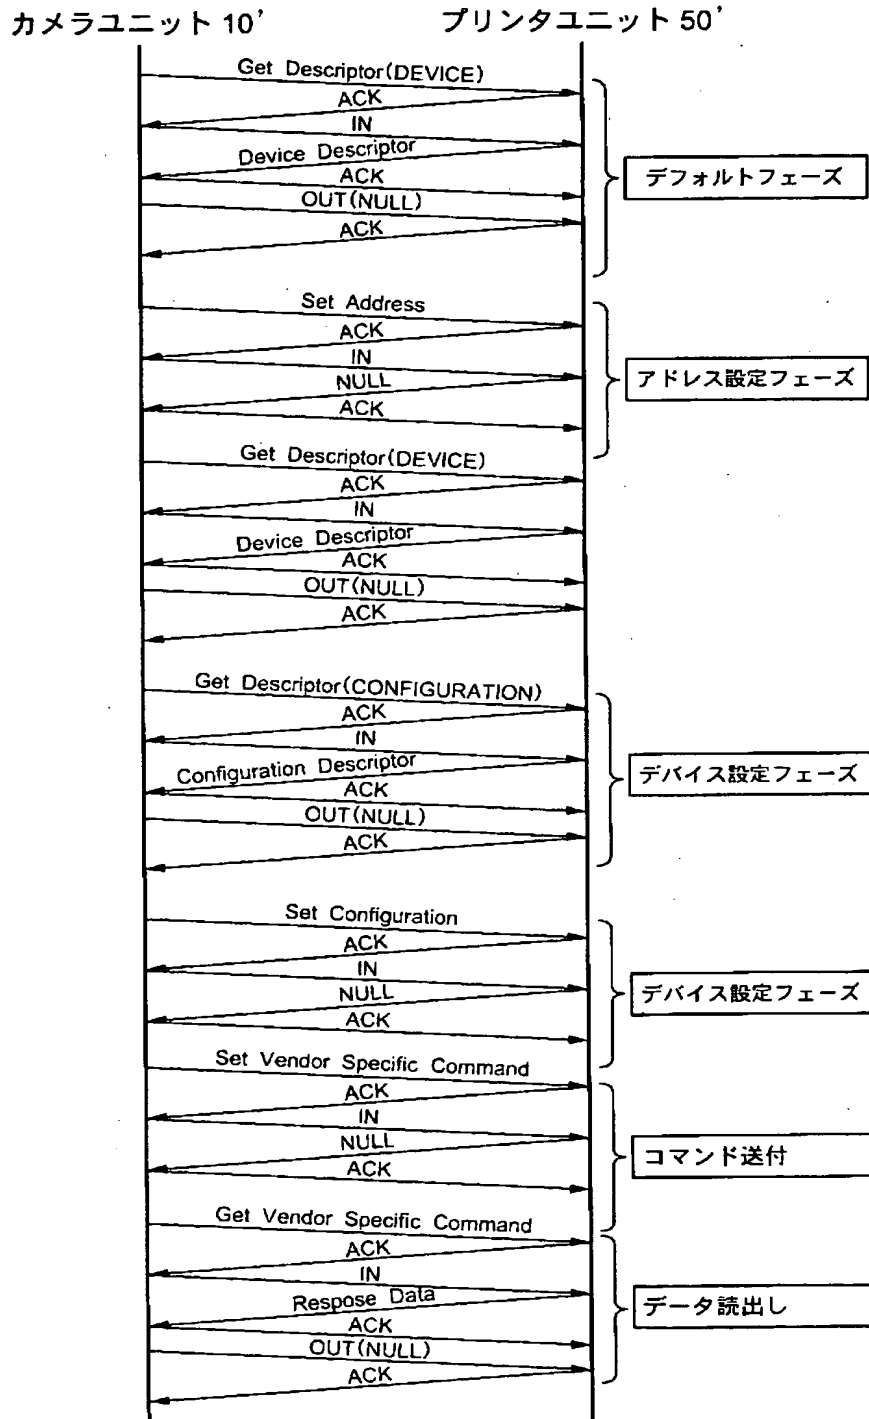 カメラユニット 10’
プリンタユニット 50’
Get Descriptor(DEVICE)
ACK
IN
Device Descriptor
ACK
OUT(NULL)
ACK
デフォルトフェーズ
Set Address
ACK
IN
NULL
ACK
アドレス設定フェーズ
Get Descriptor(DEVICE)
ACK
IN
Device Descriptor
ACK
OUT(NULL)
ACK
Get Descriptor(CONFIGURATION)
ACK
IN
Configuration Descriptor
ACK
OUT(NULL)
ACK
デバイス設定フェーズ
Set Configuration
ACK
IN
NULL
ACK
デバイス設定フェーズ
Set Vendor Specific Command
ACK
IN
NULL
ACK
コマンド送付
Get Vendor Specific Command
ACK
IN
Respose Data
ACK
OUT(NULL)
ACK
データ読出し